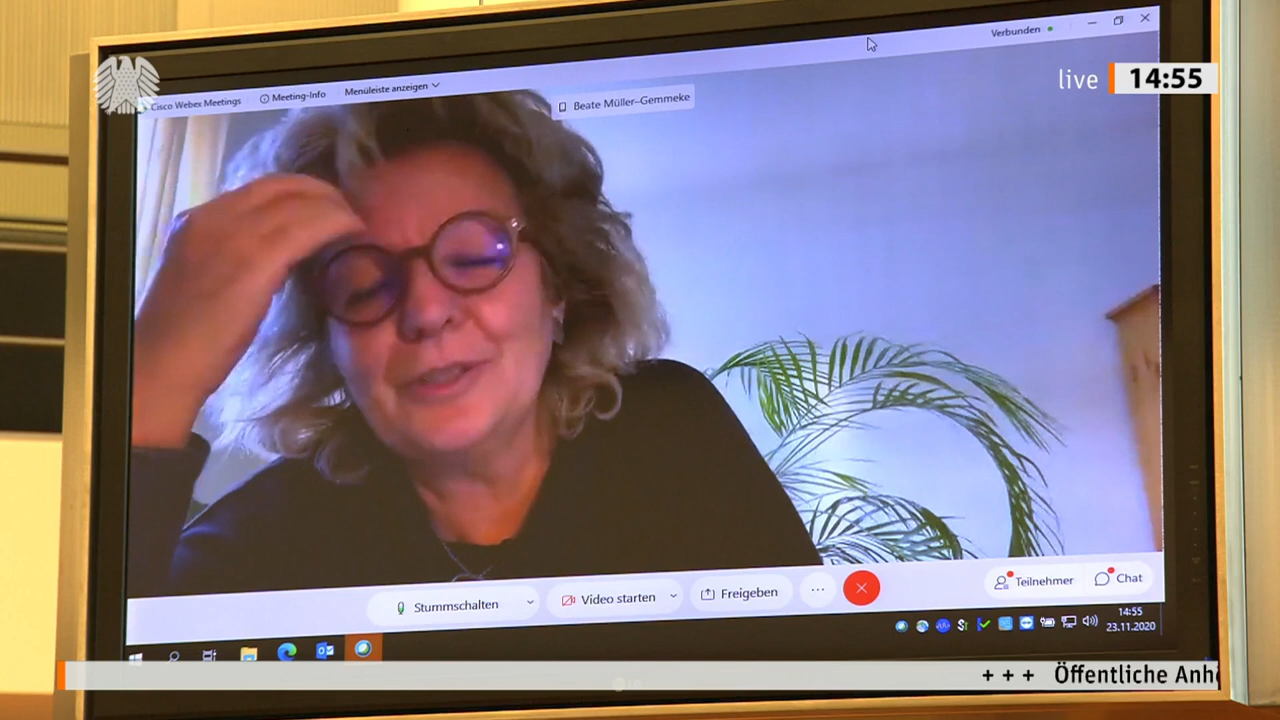 Verbunden
live 14:55
Cisco Webex Meetings
Meeting-Info
Menüleiste anzeigen
Beate Müller-Gemmeke
Stummschalten
Video starten
Freigeben
Teilnehmer
Chat
14:55
23.11.2020
+ + + Öffentliche Anhö